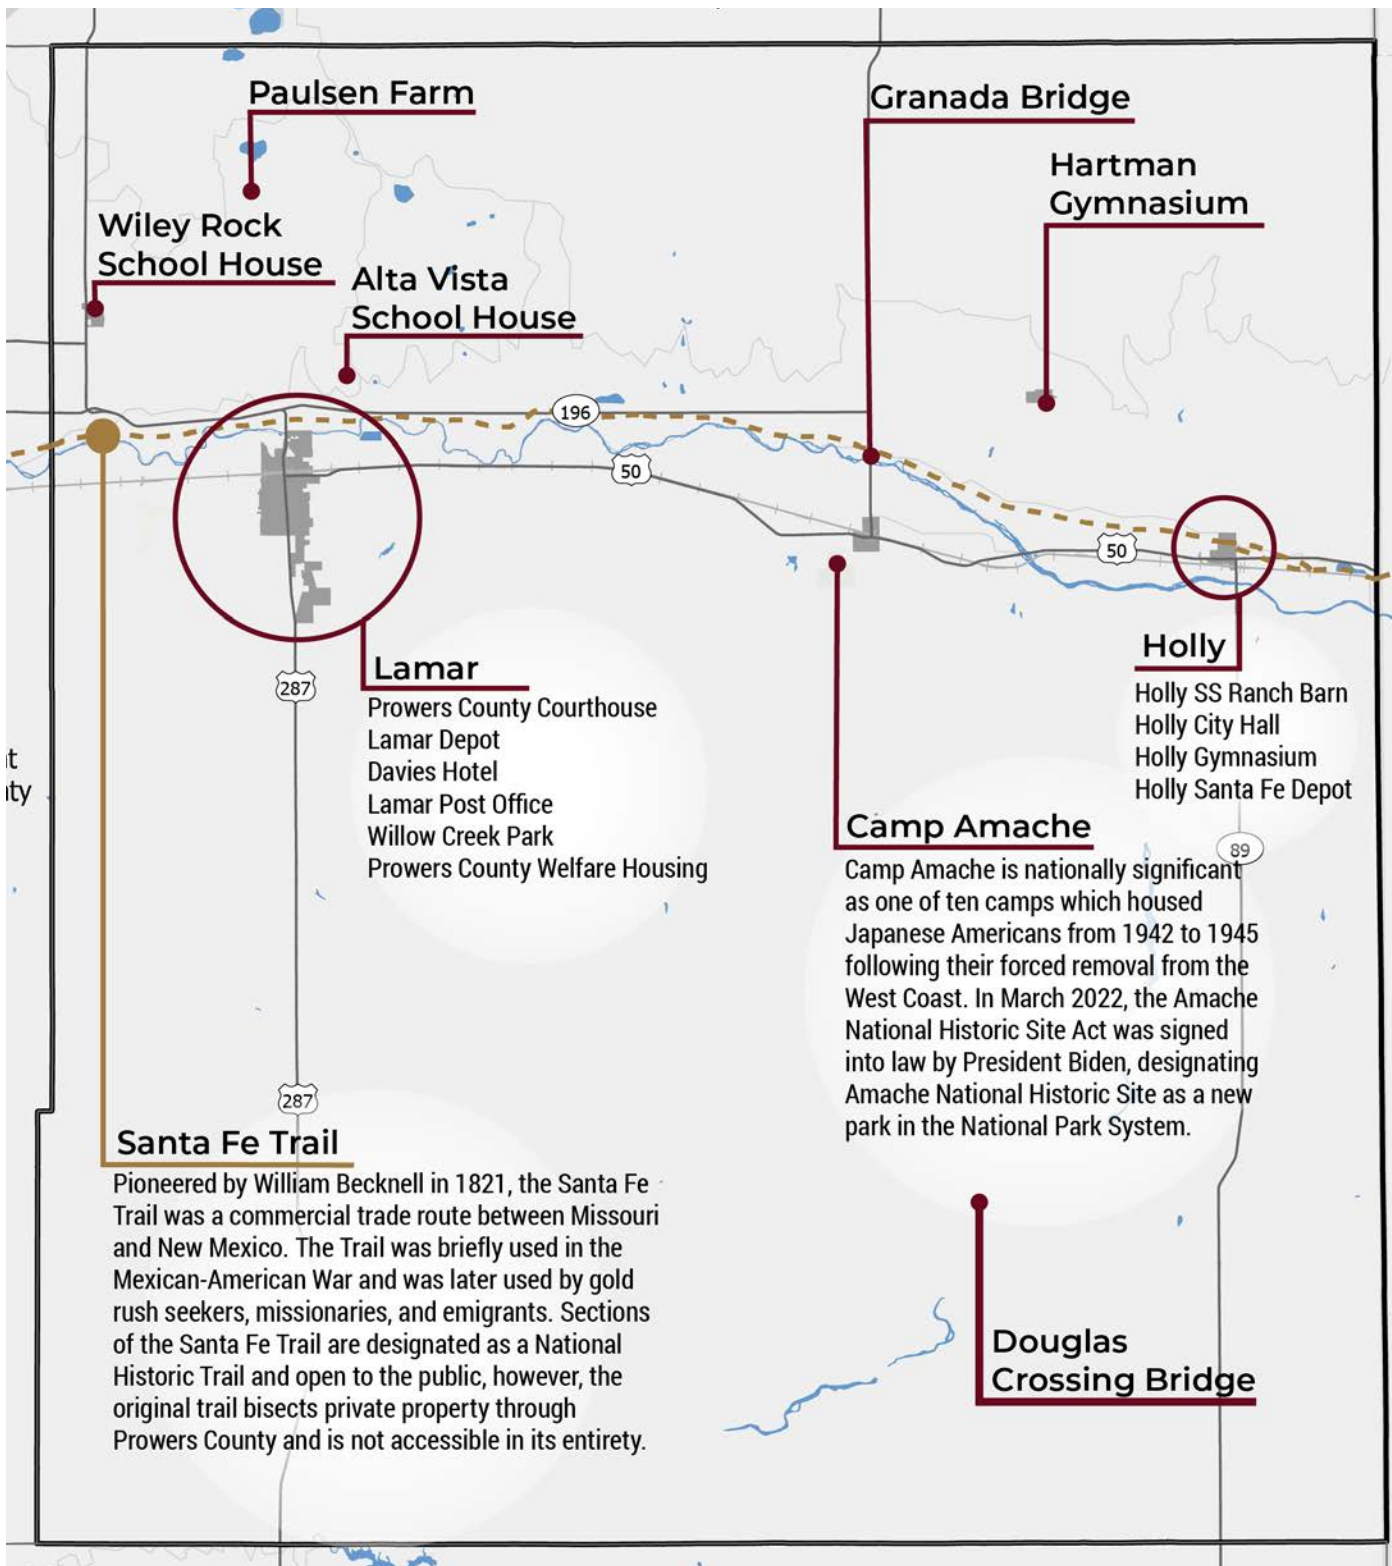 Paulsen Farm
Granada Bridge
Hartman
Gymnasium
Wiley Rock
School House
Alta Vista
School House
196
50
50
Lamar
Prowers County Courthouse
Lamar Depot
Davies Hotel
Lamar Post Office
Willow Creek Park
Prowers County Welfare Housing
287
Holly
Holly SS Ranch Barn
Holly City Hall
Holly Gymnasium
Holly Santa Fe Depot
nt
nty
89
Camp Amache
Camp Amache is nationally significant
as one of ten camps which housed
Japanese Americans from 1942 to 1945
following their forced removal from the
West Coast. In March 2022, the Amache
National Historic Site Act was signed
into law by President Biden, designating
Amache National Historic Site as a new
park in the National Park System.
287
Santa Fe Trail
Pioneered by William Becknell in 1821, the Santa Fe
Trail was a commercial trade route between Missouri
and New Mexico. The Trail was briefly used in the
Mexican-American War and was later used by gold
rush seekers, missionaries, and emigrants. Sections
of the Santa Fe Trail are designated as a National
Historic Trail and open to the public, however, the
original trail bisects private property through
Prowers County and is not accessible in its entirety.
Douglas
Crossing Bridge